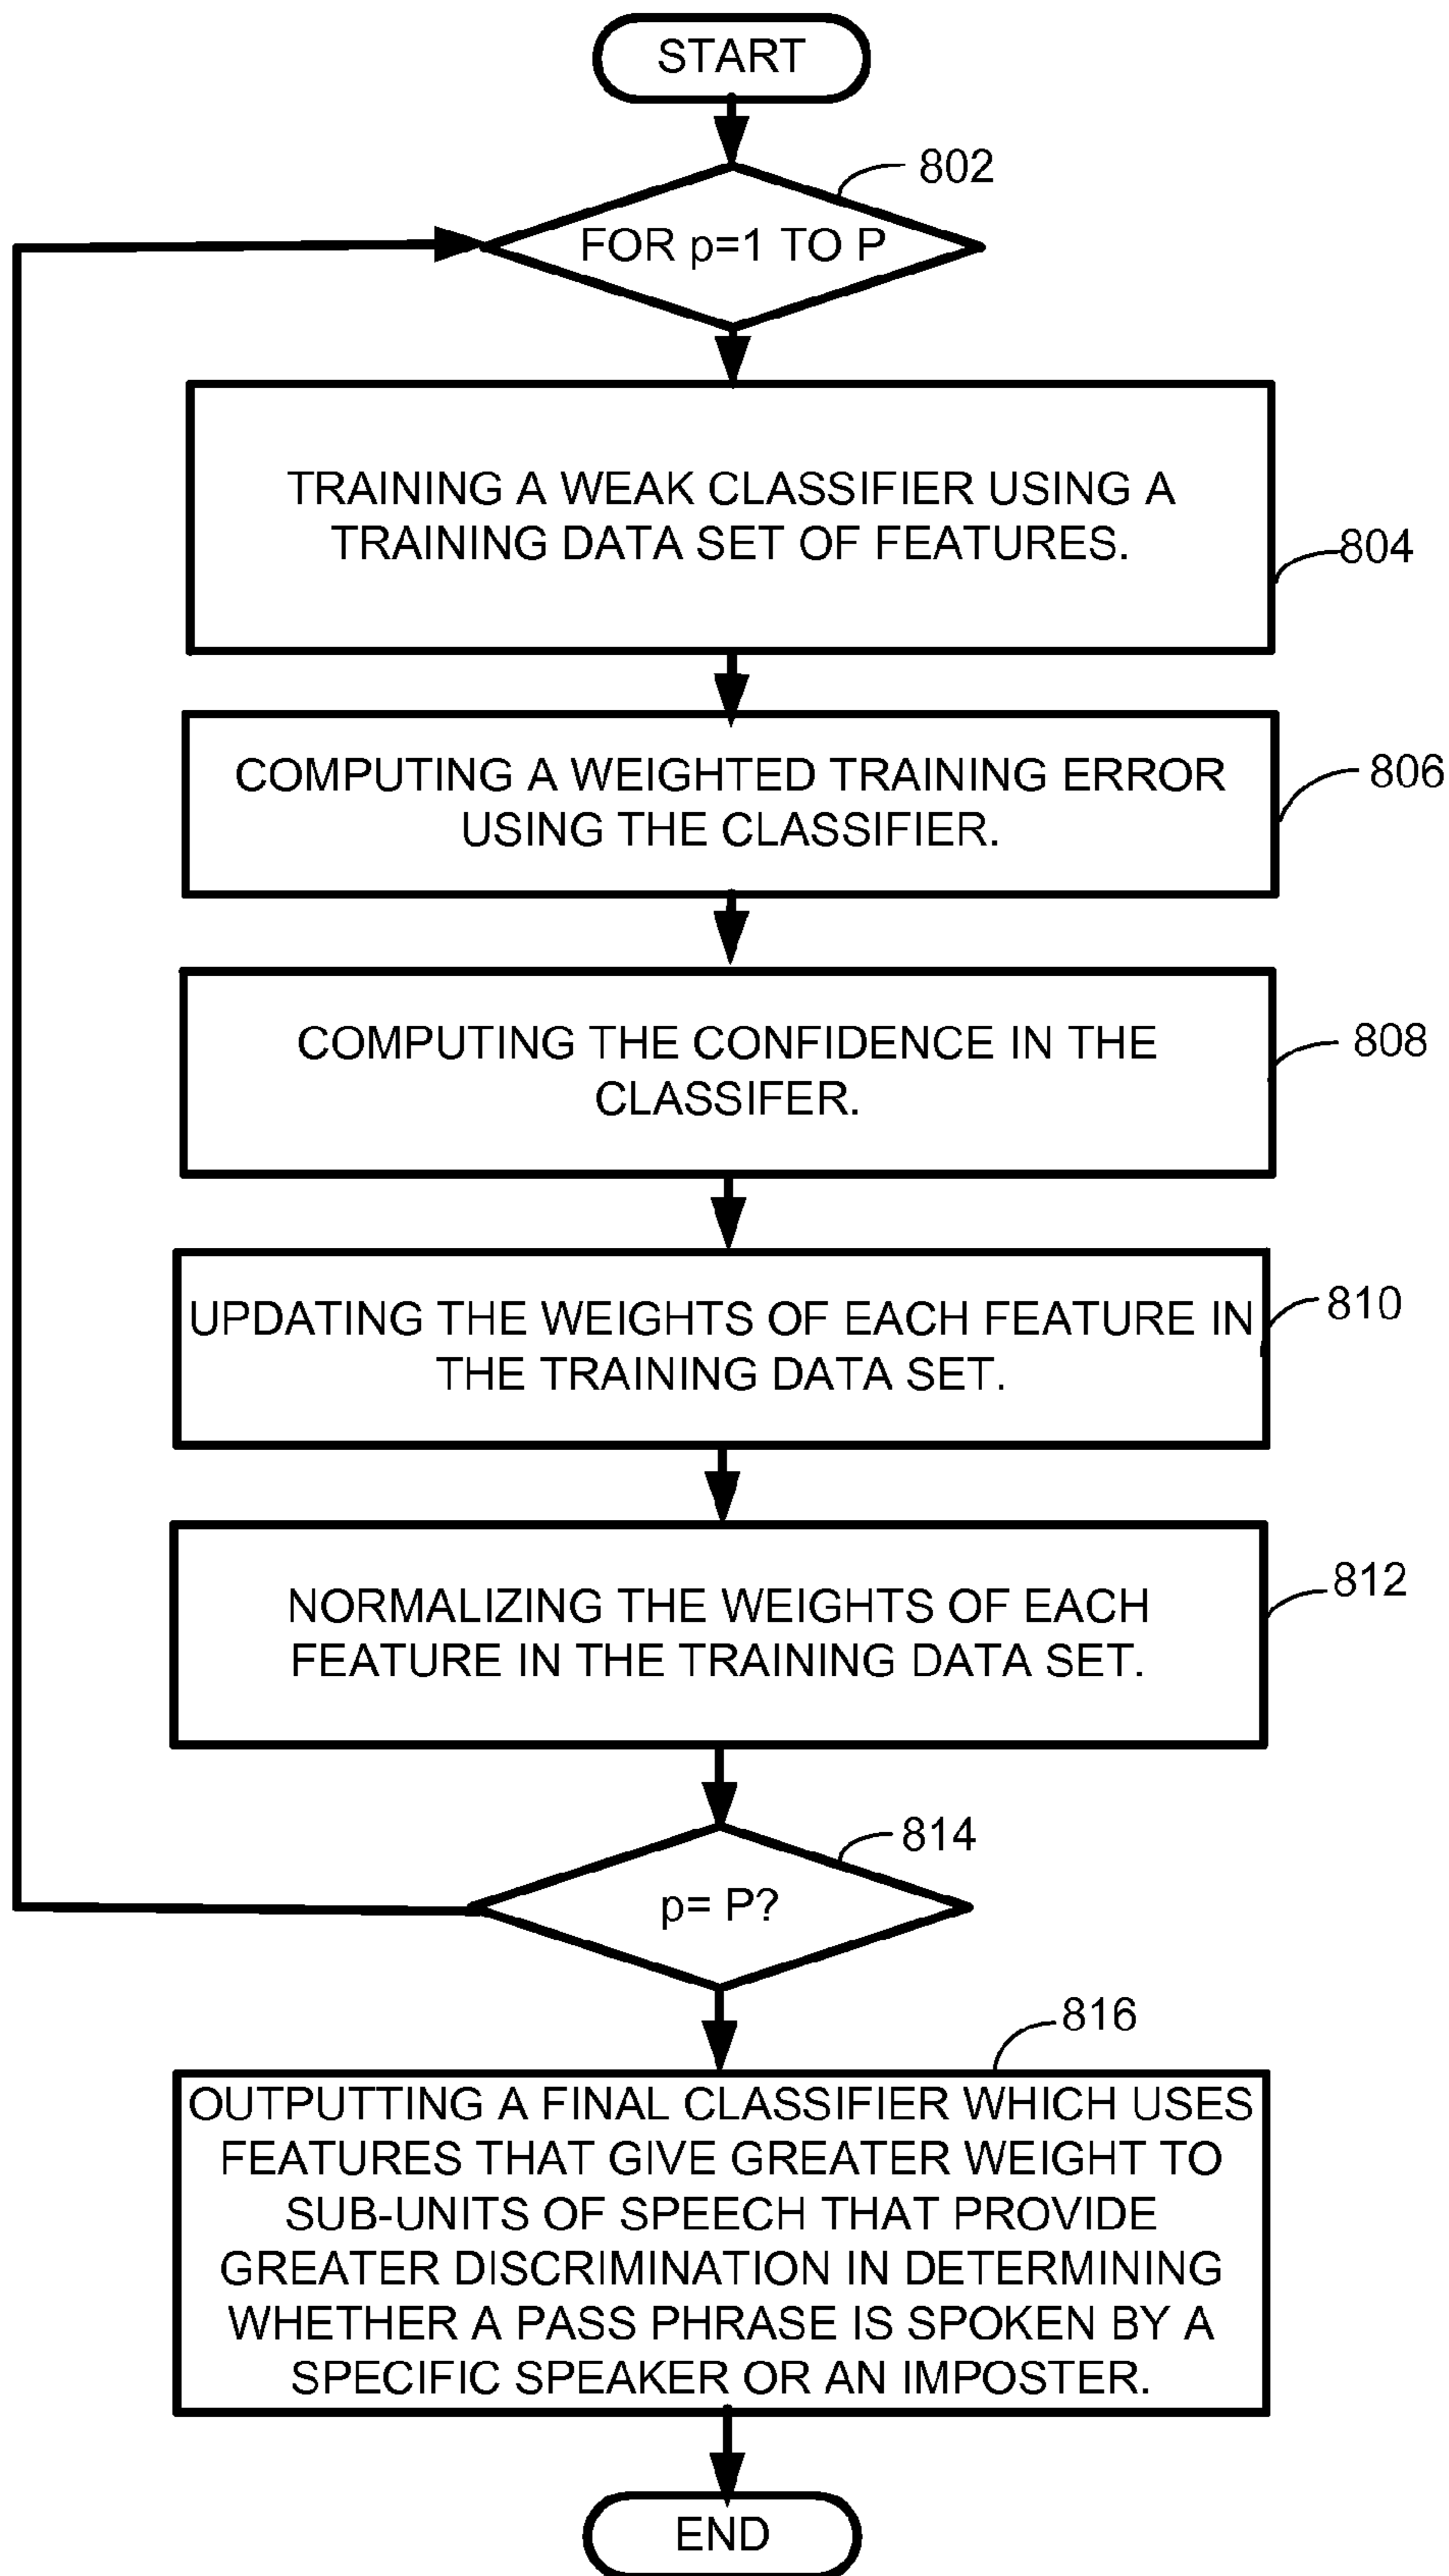 START
802
FOR p=1 TO P
TRAINING A WEAK CLASSIFIER USING A
TRAINING DATA SET OF FEATURES.
804
COMPUTING A WEIGHTED TRAINING ERROR
USING THE CLASSIFIER.
806
COMPUTING THE CONFIDENCE IN THE
CLASSIFER.
808
UPDATING THE WEIGHTS OF EACH FEATURE IN
THE TRAINING DATA SET.
810
NORMALIZING THE WEIGHTS OF EACH
FEATURE IN THE TRAINING DATA SET.
812
814
p= P?
816
OUTPUTTING A FINAL CLASSIFIER WHICH USES
FEATURES THAT GIVE GREATER WEIGHT TO
SUB-UNITS OF SPEECH THAT PROVIDE
GREATER DISCRIMINATION IN DETERMINING
WHETHER A PASS PHRASE IS SPOKEN BY A
SPECIFIC SPEAKER OR AN IMPOSTER.
END